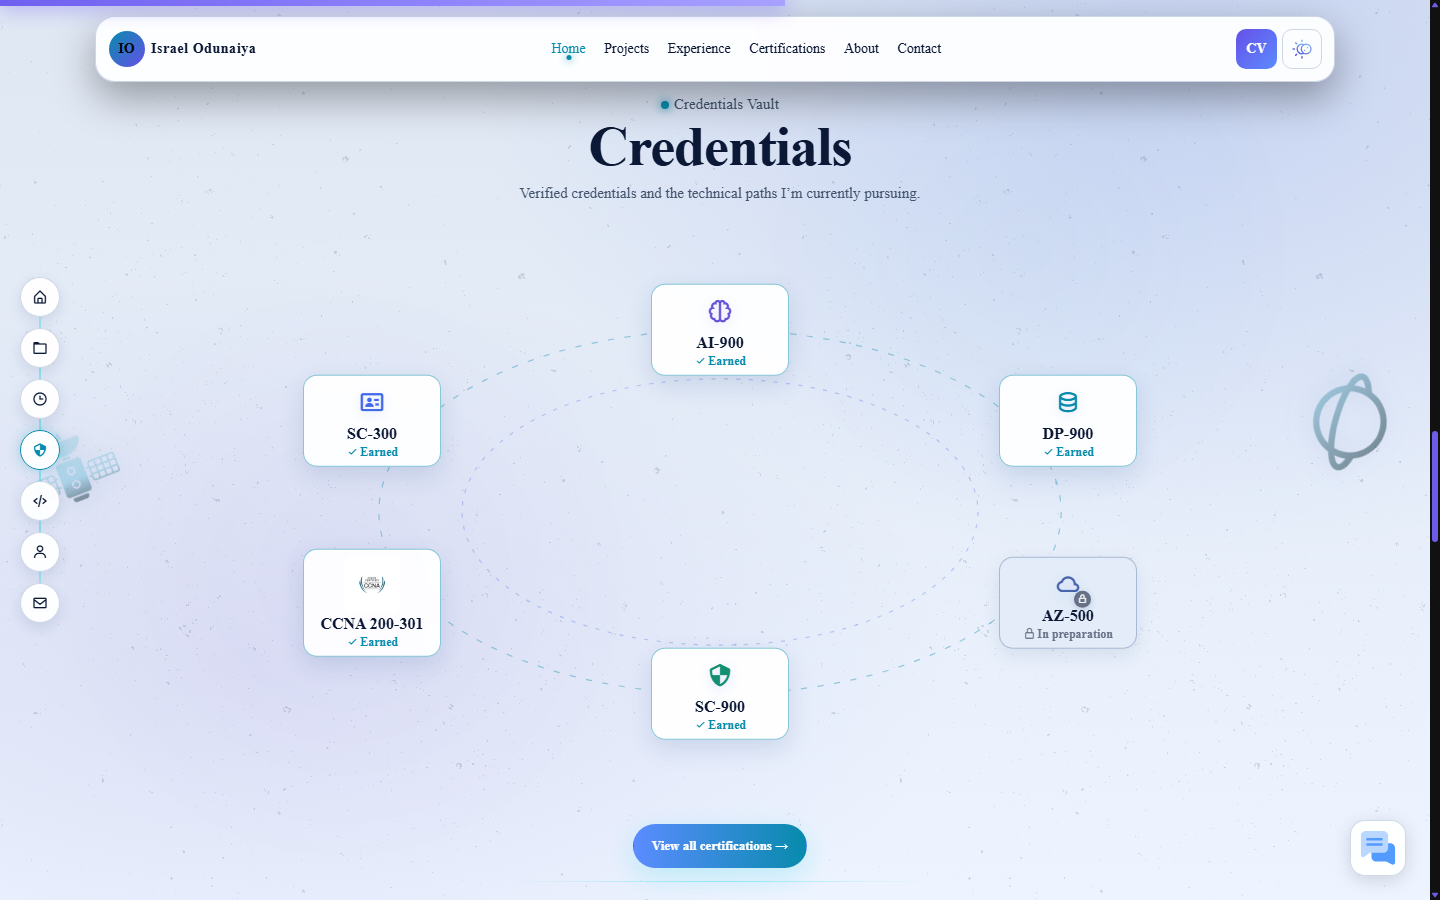 IO Israel Odunaiya
Home Projects Experience Certifications About Contact
CV
Credentials Vault
Credentials
Verified credentials and the technical paths I’m currently pursuing.
AI-900
Earned
SC-300
Earned
DP-900
Earned
CCNA
CCNA 200-301
Earned
AZ-500
In preparation
SC-900
Earned
View all certifications →